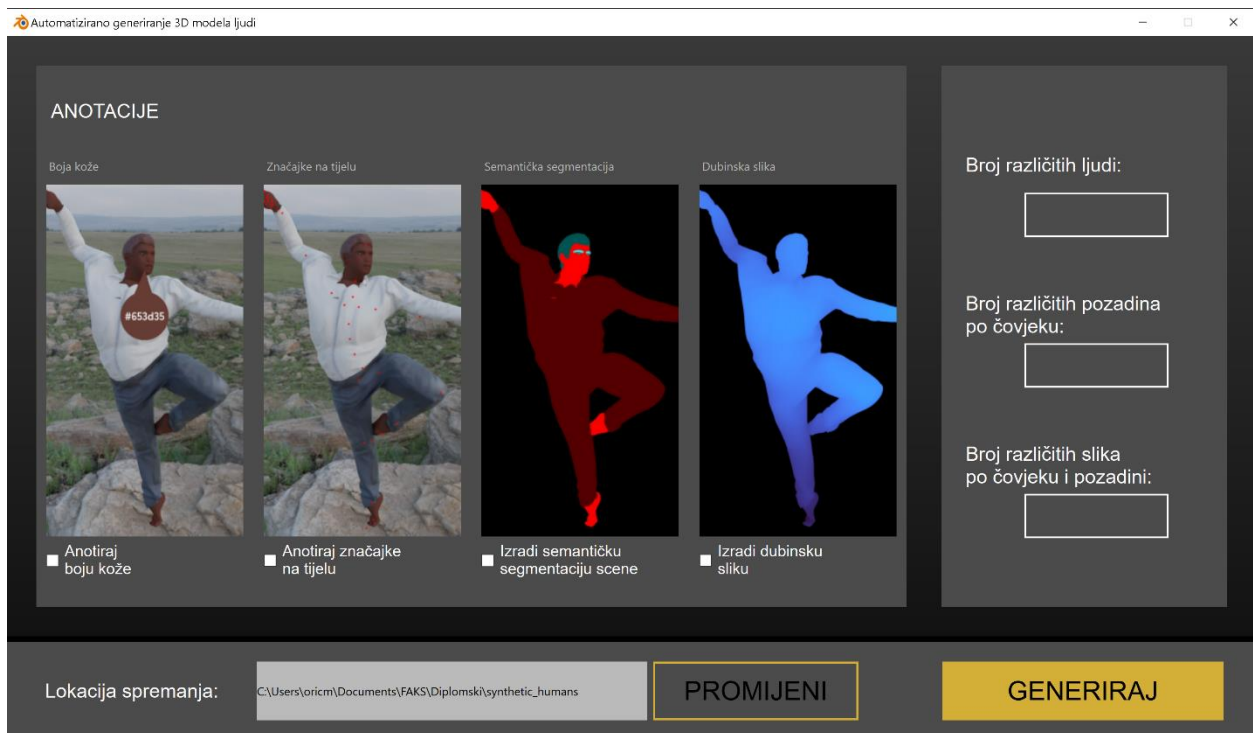 Automatizirano generiranje 3D modela ljudi
ANOTACIJE
Boja kože
Značajke na tijelu
Semantička segmentacija
Dubinska slika
#653d35
Anotiraj
boju kože
Anotiraj značajke
na tijelu
Izradi semantičku
segmentaciju scene
Izradi dubinsku
sliku
Broj različitih ljudi:
Broj različitih pozadina
po čovjeku:
Broj različitih slika
po čovjeku i pozadini:
Lokacija spremanja:
C:\Users\oricm\Documents\FAKS\Diplomski\synthetic_humans
PROMIJENI
GENERIRAJ